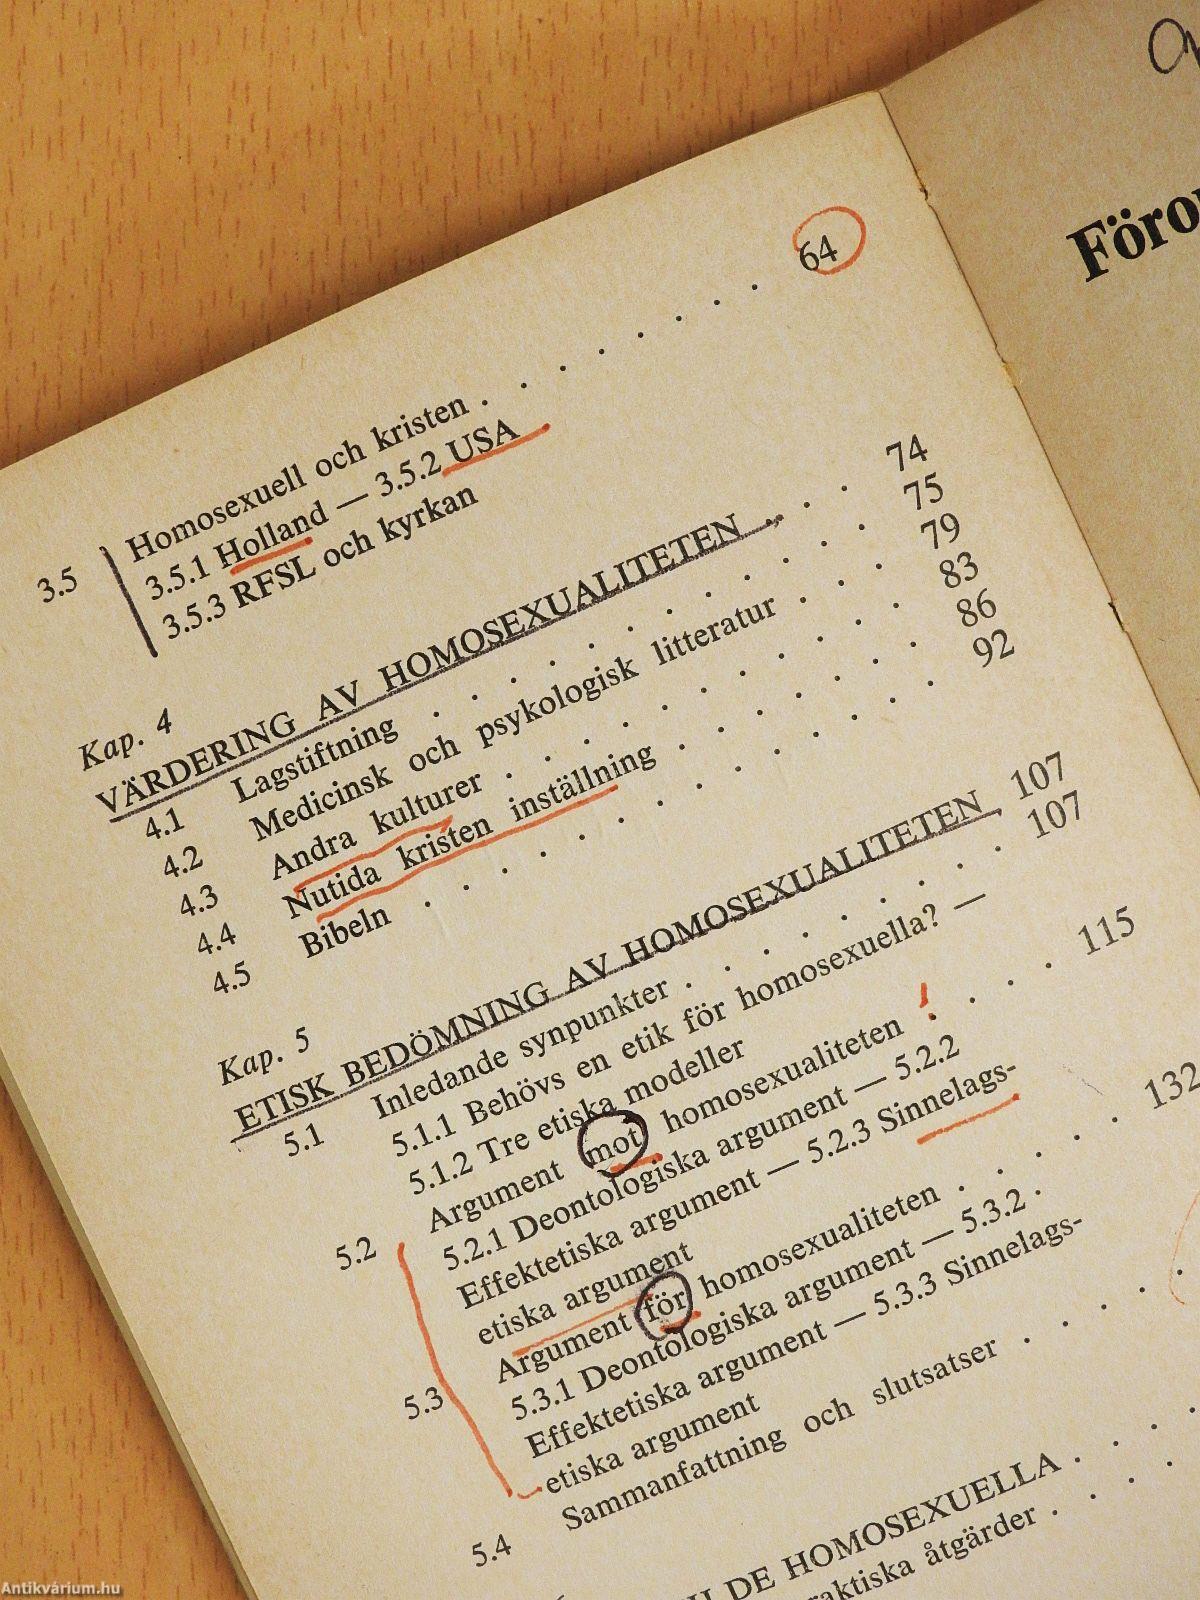 3.5 Homosexuell och kristen . . . . . . . . 64
3.5.1 Holland — 3.5.2 USA
3.5.3 RFSL och kyrkan
Kap. 4
VÄRDERING AV HOMOSEXUALITETEN . . . 74
4.1 Lagstiftning . . . . . . . . . . . . 75
4.2 Medicinsk och psykologisk litteratur . . . 79
4.3 Andra kulturer . . . . . . . . . . . 83
4.4 Nutida kristen inställning . . . . . . . 86
4.5 Bibeln . . . . . . . . . . . . . . 92
Kap. 5
ETISK BEDÖMNING AV HOMOSEXUALITETEN 107
5.1 Inledande synpunkter . . . . . . . . . 107
5.1.1 Behövs en etik för homosexuella? —
5.1.2 Tre etiska modeller
5.2 Argument mot homosexualiteten ! . . . . 115
5.2.1 Deontologiska argument — 5.2.2
Effektetiska argument — 5.2.3 Sinnelags-
etiska argument
5.3 Argument för homosexualiteten . . . . . 132
5.3.1 Deontologiska argument — 5.3.2 .
Effektetiska argument — 5.3.3 Sinnelags-
etiska argument
5.4 Sammanfattning och slutsatser . . . . .
DE HOMOSEXUELLA . . . .
åtgärder . . . .
Antikvárium.hu